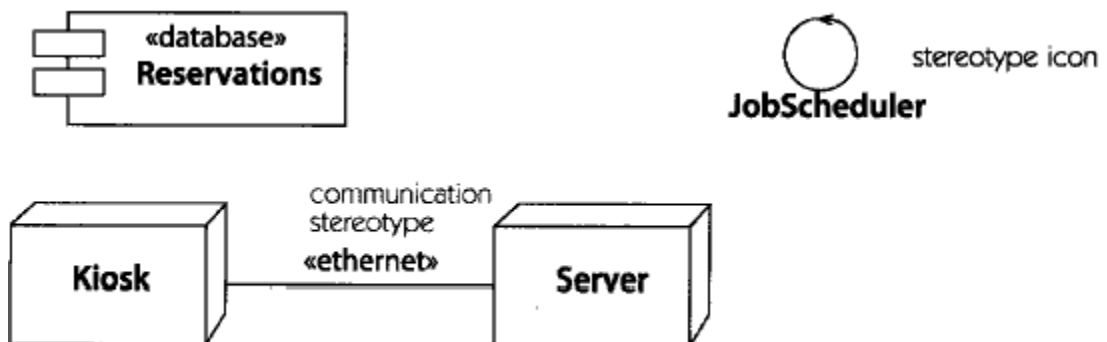 «database»
Reservations
stereotype icon
JobScheduler
communication
stereotype
«ethernet»
Kiosk
Server